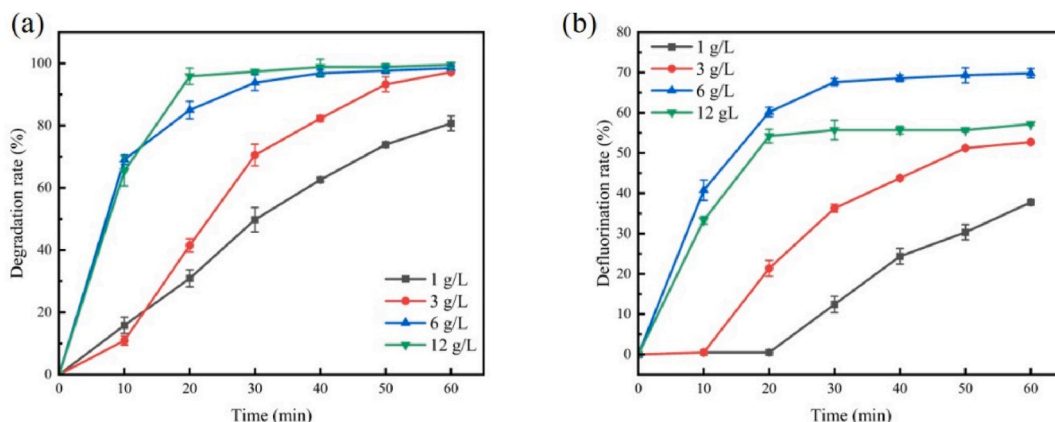 (a)
Degradation rate (%)
100
80
60
40
20
0
0 10 20 30 40 50 60
Time (min)
1 g/L
3 g/L
6 g/L
12 g/L
(b)
Defluorination rate (%)
80
70
60
50
40
30
20
10
0
0 10 20 30 40 50 60
Time (min)
1 g/L
3 g/L
6 g/L
12 gL